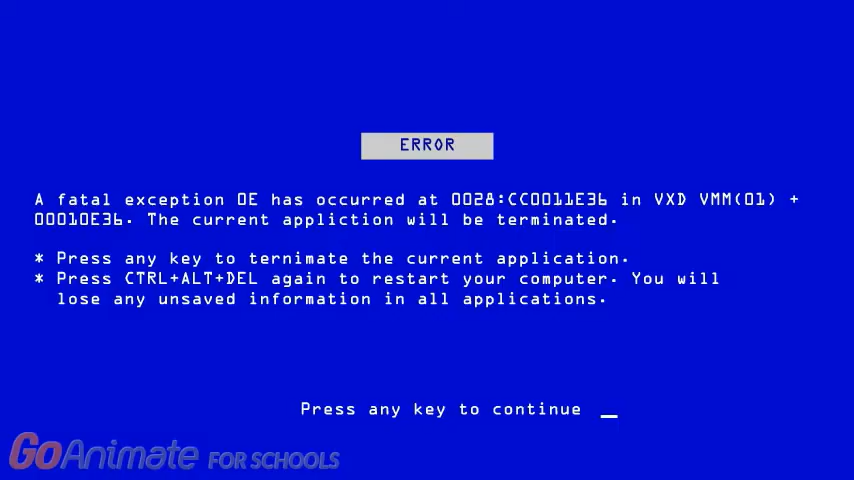 ERROR
A fatal exception 0E has occurred at 0028:CC0011E36 in VXD VMM(01) +
00010E36. The current appliction will be terminated.
* Press any key to ternimate the current application.
* Press CTRL+ALT+DEL again to restart your computer. You will
lose any unsaved information in all applications.
Press any key to continue _
GoAnimate FOR SCHOOLS